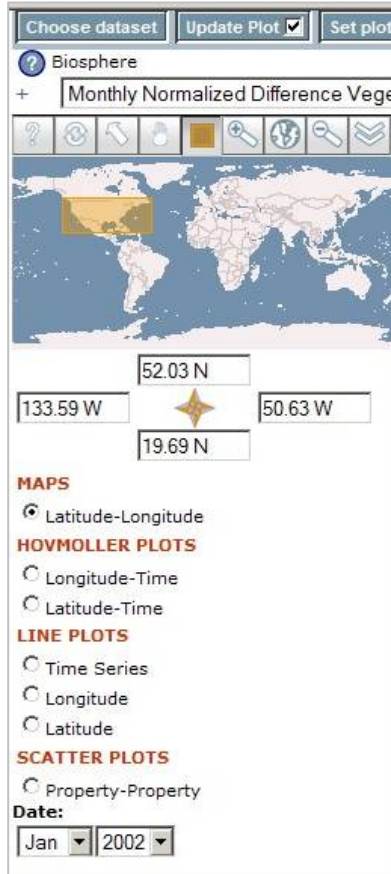 Choose dataset Update Plot Set plot
? Biosphere
+ Monthly Normalized Difference Vege
?
52.03 N
133.59 W 50.63 W
19.69 N
MAPS
Latitude-Longitude
HOVMOLLER PLOTS
Longitude-Time
Latitude-Time
LINE PLOTS
Time Series
Longitude
Latitude
SCATTER PLOTS
Property-Property
Date:
Jan 2002